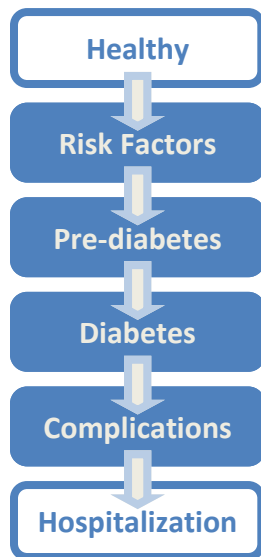 Healthy
Risk Factors
Pre-diabetes
Diabetes
Complications
Hospitalization